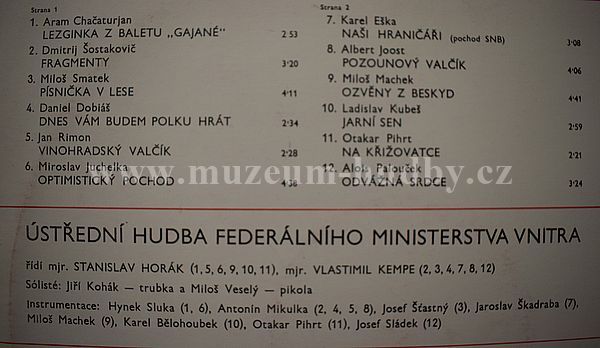 Strana 1
1. Aram Chačaturjan
LEZGINKA Z BALETU „GAJANÉ" 2·53
2. Dmitrij Šostakovič
FRAGMENTY 3·20
3. Miloš Smatek
PÍSNIČKA V LESE 4·11
4. Daniel Dobiáš
DNES VÁM BUDEM POLKU HRÁT 2·34
5. Jan Rimon
VINOHRADSKÝ VALČÍK 2·28
6. Miroslav Juchelka
OPTIMISTICKÝ POCHOD 4·38
Strana 2
7. Karel Eška
NAŠI HRANIČÁŘI (pochod SNB) 3·08
8. Albert Joost
POZOUNOVÝ VALČÍK 4·06
9. Miloš Machek
OZVĚNY Z BESKYD 4·41
10. Ladislav Kubeš
JARNÍ SEN 2·59
11. Otakar Pihrt
NA KŘIŽOVATCE 2·21
12. Alois Palouček
ODVÁŽNÁ SRDCE 3·24
www.muzeum-hudby.cz
ÚSTŘEDNÍ HUDBA FEDERÁLNÍHO MINISTERSTVA VNITRA
řídí mjr. STANISLAV HORÁK (1, 5, 6, 9, 10, 11), mjr. VLASTIMIL KEMPE (2, 3, 4, 7, 8, 12)
Sólisté: Jiří Kohák — trubka a Miloš Veselý — pikola
Instrumentace: Hynek Sluka (1, 6), Antonín Mikulka (2, 4, 5, 8), Josef Šťastný (3), Jaroslav Škadraba (7),
Miloš Machek (9), Karel Bělohoubek (10), Otakar Pihrt (11), Josef Sládek (12)